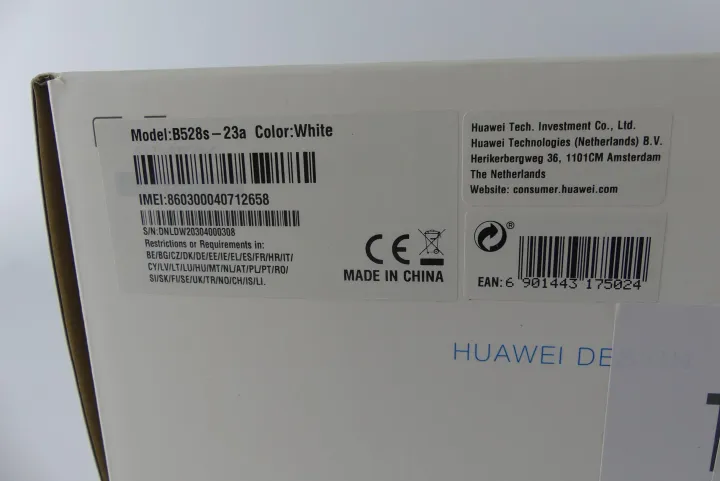 Model:B528s-23a Color:White
IMEI:860300040712658
S/N:DNLDW20304000308
Restrictions or Requirements in:
BE/BG/CZ/DK/DE/EE/IE/EL/ES/FR/HR/IT/
CY/LV/LT/LU/HU/MT/NL/AT/PL/PT/RO/
SI/SK/FI/SE/UK/TR/NO/CH/IS/LI.
CE
MADE IN CHINA
Huawei Tech. Investment Co., Ltd.
Huawei Technologies (Netherlands) B.V.
Herikerbergweg 36, 1101CM Amsterdam
The Netherlands
Website: consumer.huawei.com
®
EAN: 6 901443 175024
HUAWEI